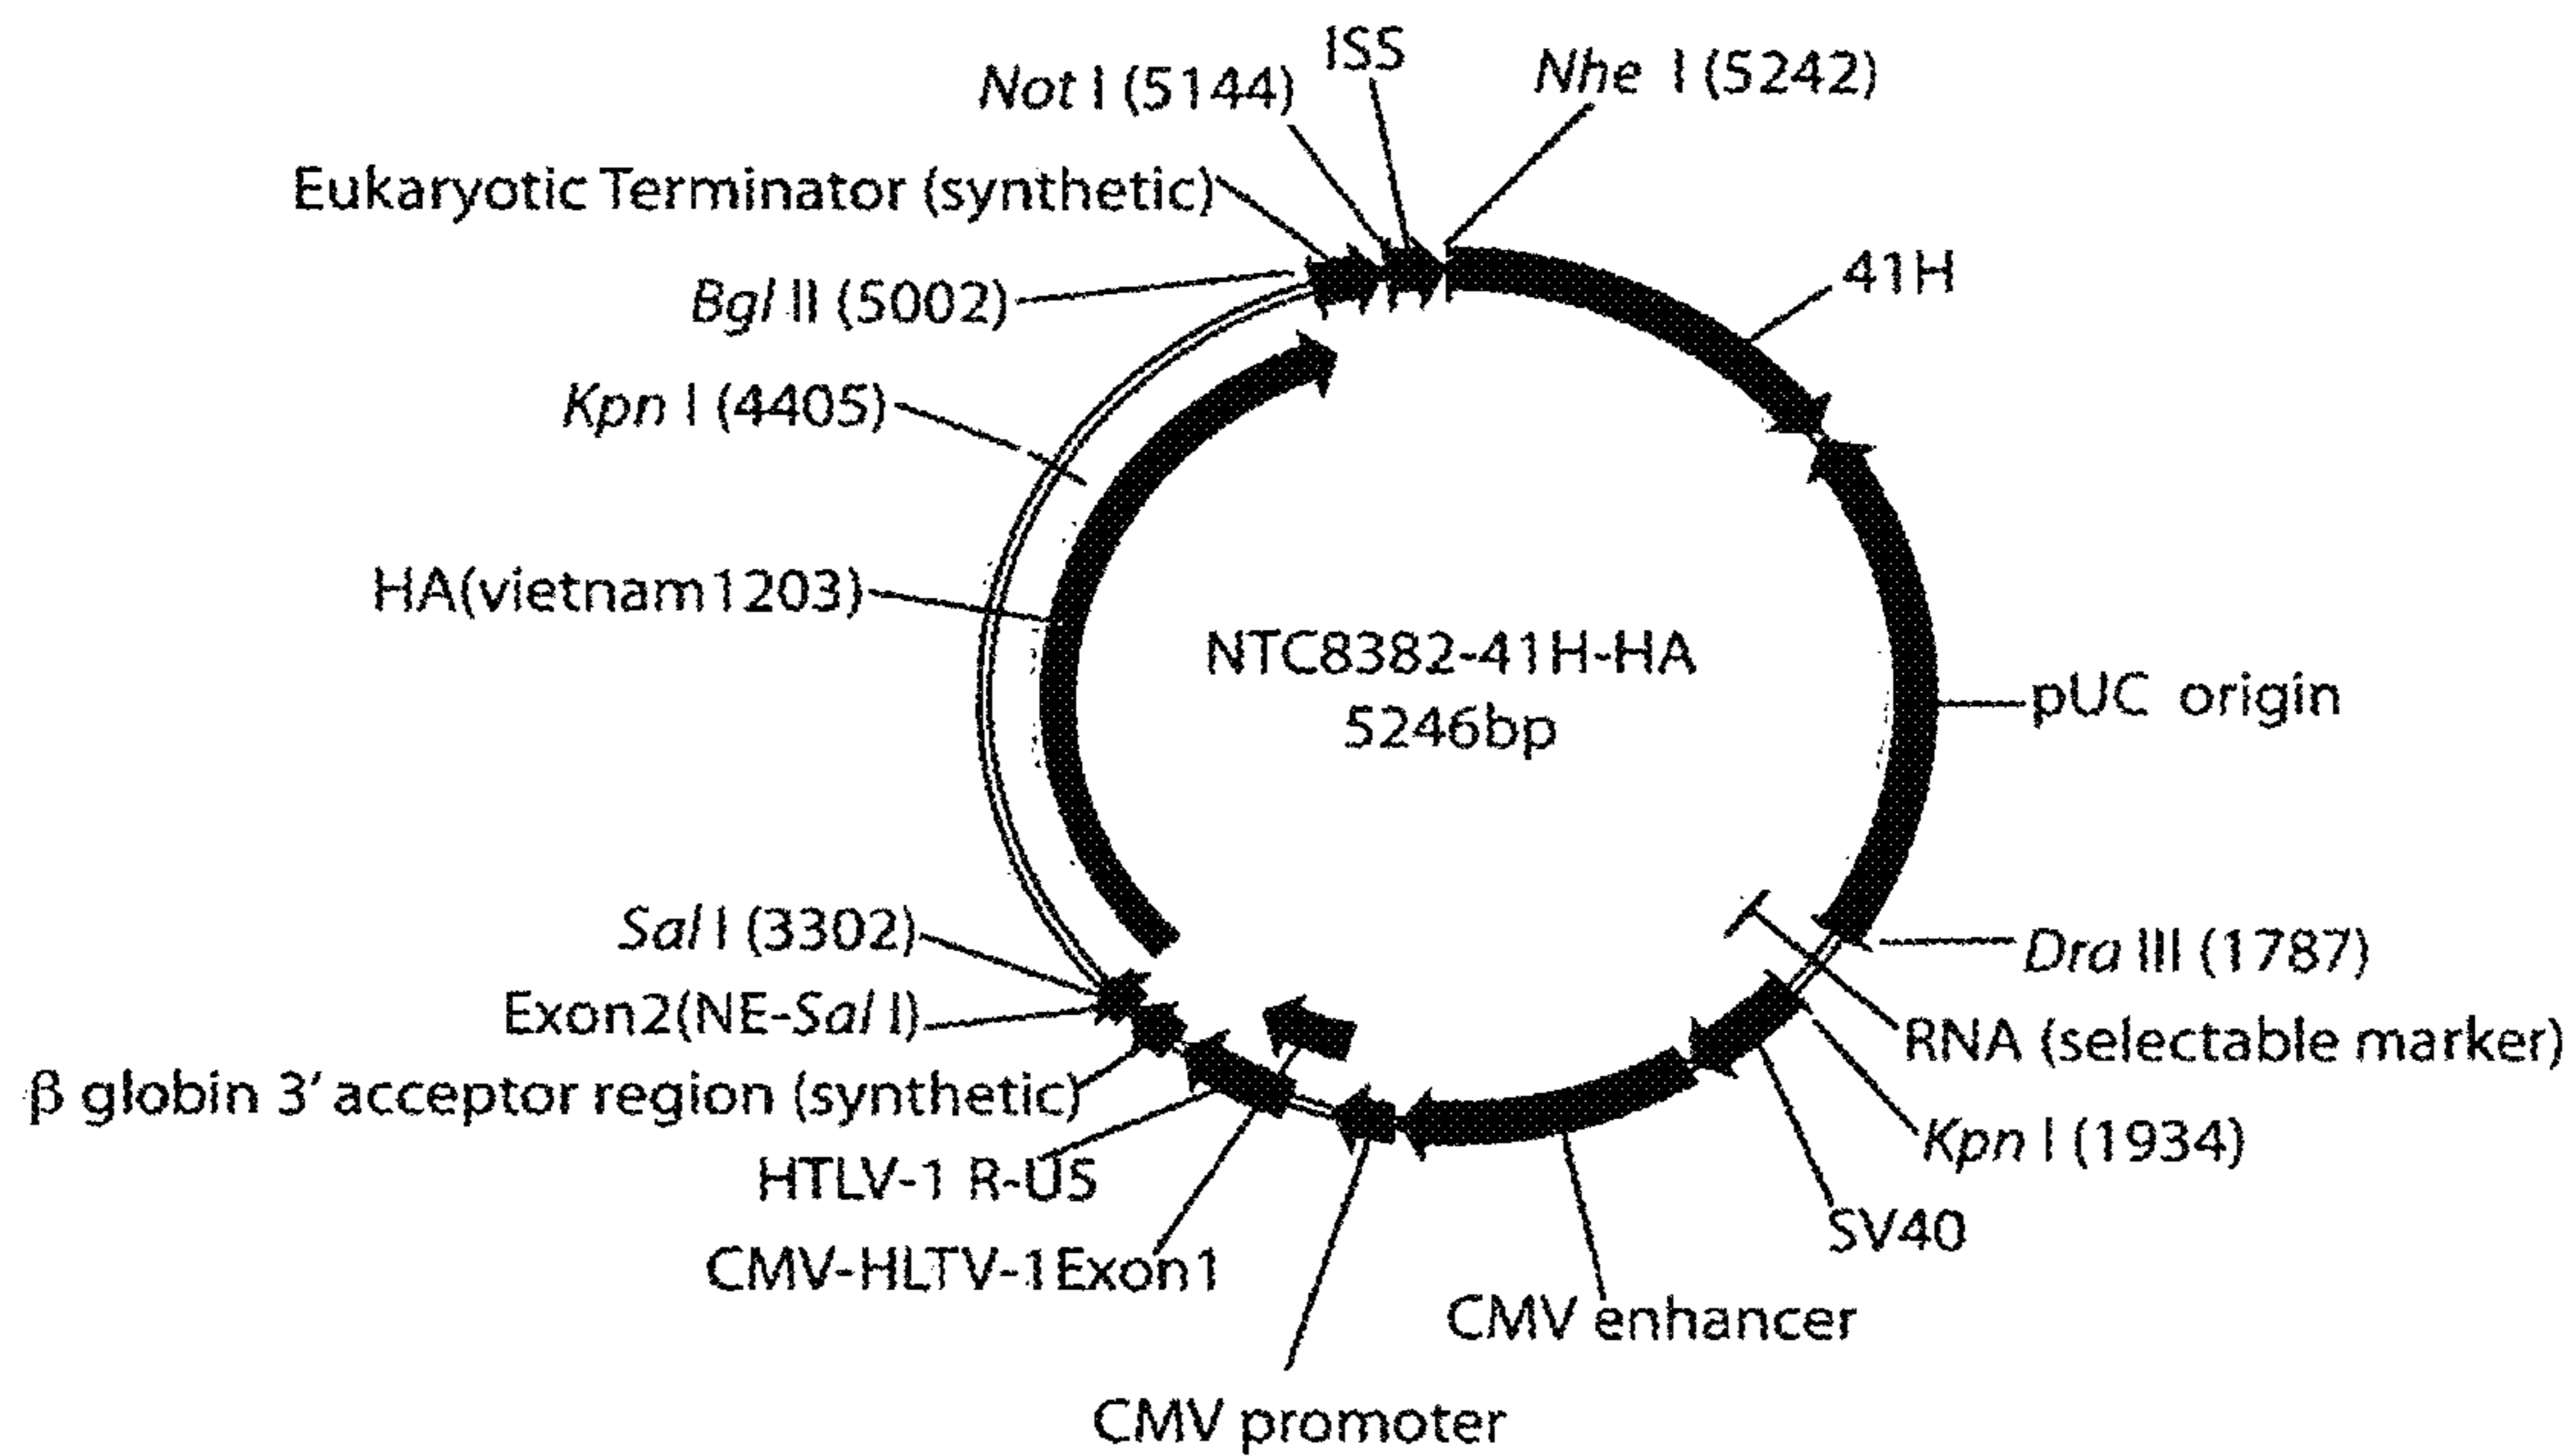 ISS
Not I (5144)
Nhe I (5242)
Eukaryotic Terminator (synthetic)
41H
Bgl II (5002)
Kpn I (4405)
HA(vietnam1203)
NTC8382-41H-HA
5246bp
pUC origin
Sal I (3302)
Dra III (1787)
Exon2(NE-Sal I)
RNA (selectable marker)
β globin 3' acceptor region (synthetic)
Kpn I (1934)
HTLV-1 R-U5
SV40
CMV-HLTV-1Exon1
CMV enhancer
CMV promoter